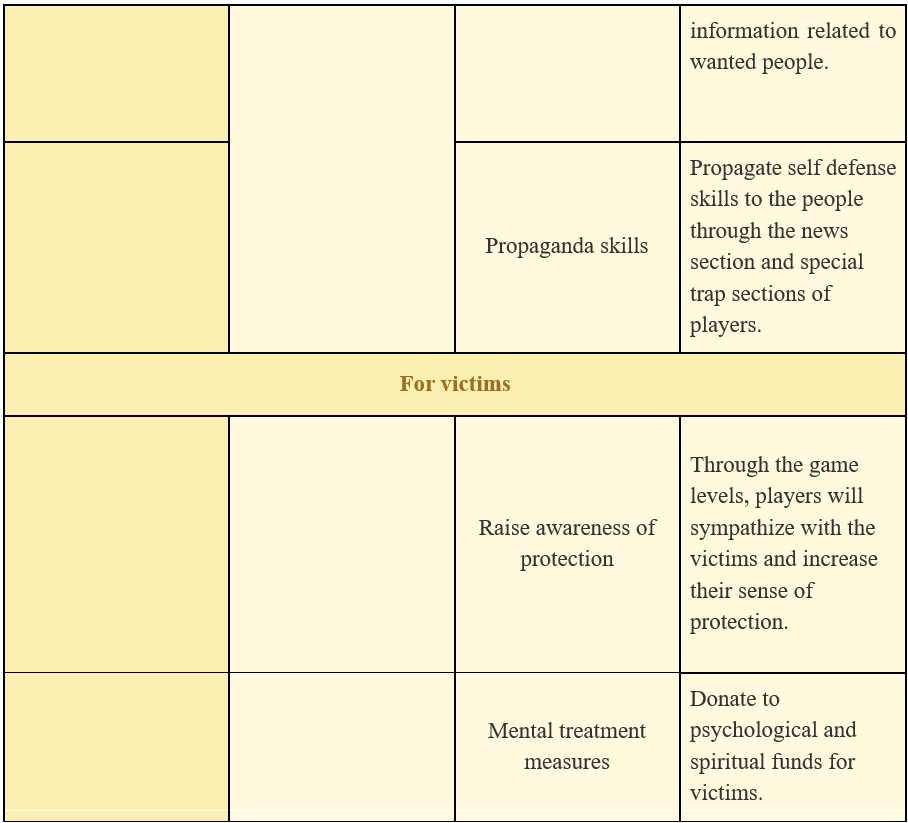 information related to
wanted people.
Propaganda skills
Propagate self defense
skills to the people
through the news
section and special
trap sections of
players.
For victims
Raise awareness of
protection
Through the game
levels, players will
sympathize with the
victims and increase
their sense of
protection.
Mental treatment
measures
Donate to
psychological and
spiritual funds for
victims.